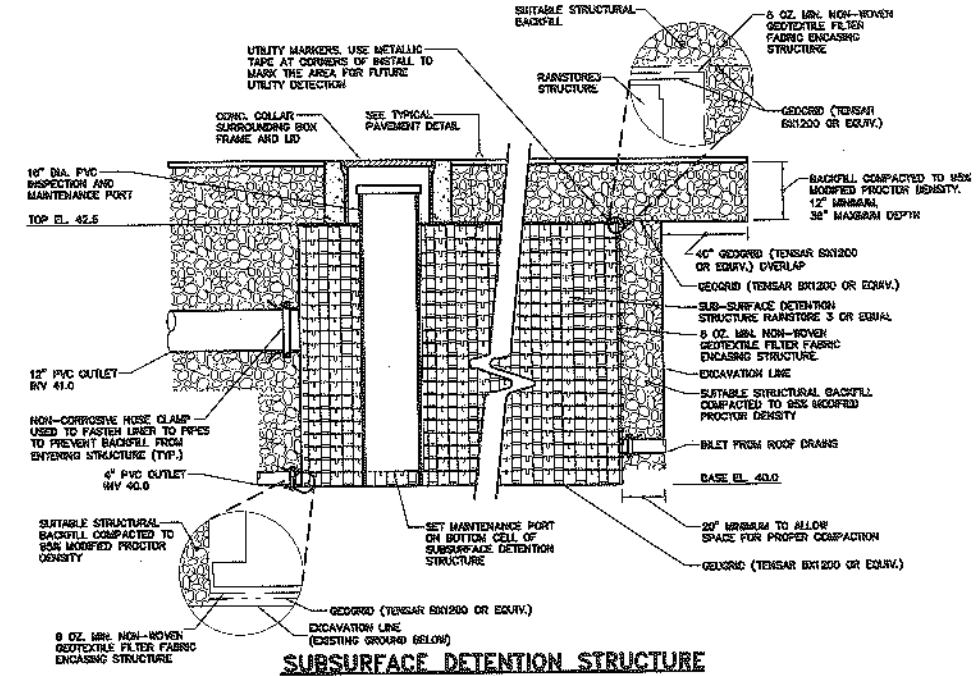 SUITABLE STRUCTURAL
BACKFILL
8 OZ. MIN. NON-WOVEN
GEOTEXTILE FILTER
FABRIC ENCASING
STRUCTURE
UTILITY MARKERS. USE METALLIC
TAPE AT CORNERS OF INSTALL TO
MARK THE AREA FOR FUTURE
UTILITY DETECTION
RAINSTORE3
STRUCTURE
GEOGRID (TENSAR
BX1200 OR EQUIV.)
CONC. COLLAR
SURROUNDING BOX
FRAME AND LID
SEE TYPICAL
PAVEMENT DETAIL
BACKFILL COMPACTED TO 95%
MODIFIED PROCTOR DENSITY.
12" MINIMUM,
36" MAXIMUM DEPTH
DIA. PVC
INSPECTION AND
MAINTENANCE PORT
TOP EL. 42.5
40" GEOGRID (TENSAR BX1200
OR EQUIV.) OVERLAP
GEOGRID (TENSAR BX1200 OR EQUIV.)
SUB-SURFACE DETENTION
STRUCTURE RAINSTORE 3 OR EQUAL
8 OZ. MIN. NON-WOVEN
GEOTEXTILE FILTER FABRIC
ENCASING STRUCTURE.
EXCAVATION LINE
SUITABLE STRUCTURAL BACKFILL
COMPACTED TO 95% MODIFIED
PROCTOR DENSITY
12" PVC OUTLET
INV 41.0
NON-CORROSIVE HOSE CLAMP
USED TO FASTEN LINER TO PIPES
TO PREVENT BACKFILL FROM
ENTERING STRUCTURE (TYP.)
INLET FROM ROOF DRAINS
4" PVC OUTLET
INV 40.0
BASE EL. 40.0
SUITABLE STRUCTURAL
BACKFILL COMPACTED TO
95% MODIFIED PROCTOR
DENSITY
SET MAINTENANCE PORT
ON BOTTOM CELL OF
SUBSURFACE DETENTION
STRUCTURE
20" MINIMUM TO ALLOW
SPACE FOR PROPER COMPACTION
GEOGRID (TENSAR BX1200 OR EQUIV.)
GEOGRID (TENSAR BX1200 OR EQUIV.)
EXCAVATION LINE
(EXISTING GROUND BELOW)
8 OZ. MIN. NON-WOVEN
GEOTEXTILE FILTER FABRIC
ENCASING STRUCTURE
SUBSURFACE DETENTION STRUCTURE